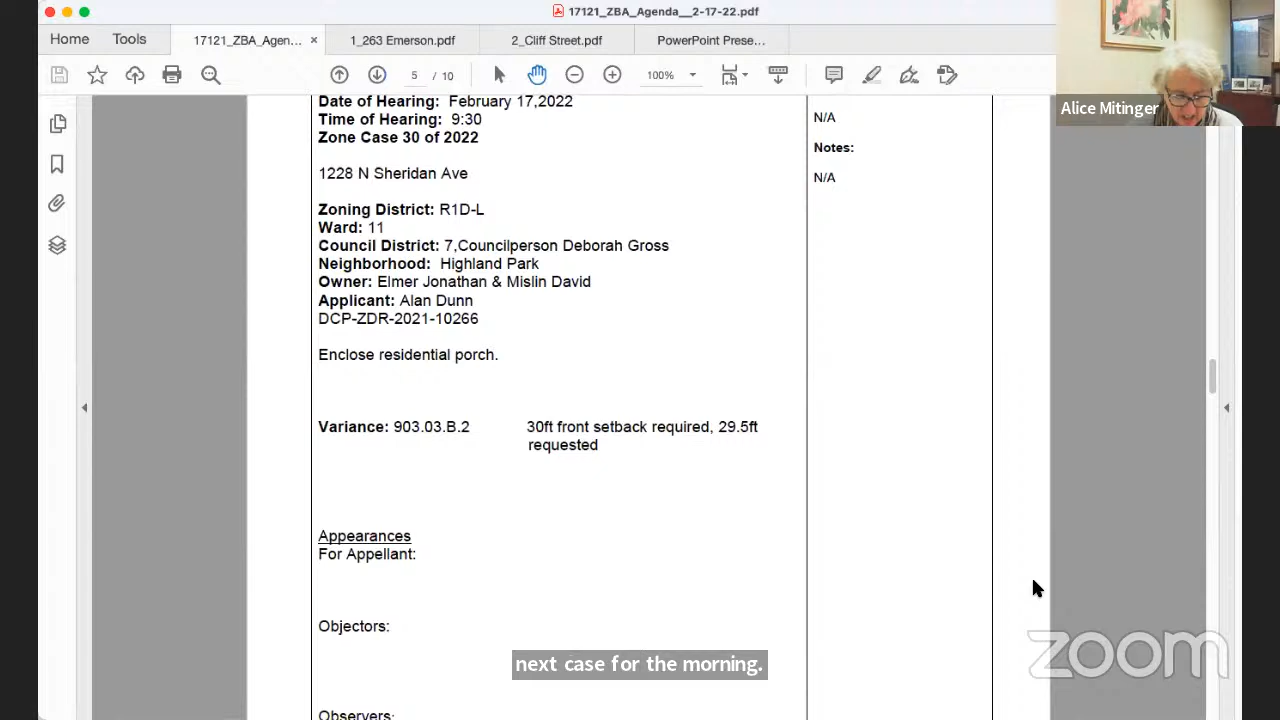 17121_ZBA_Agenda__2-17-22.pdf
Home
Tools
17121_ZBA_Agen...
×
1_263 Emerson.pdf
2_Cliff Street.pdf
PowerPoint Prese...
5 / 10
100%
Alice Mitinger
Date of Hearing: February 17,2022
Time of Hearing: 9:30
Zone Case 30 of 2022
1228 N Sheridan Ave
Zoning District: R1D-L
Ward: 11
Council District: 7,Councilperson Deborah Gross
Neighborhood: Highland Park
Owner: Elmer Jonathan & Mislin David
Applicant: Alan Dunn
DCP-ZDR-2021-10266
Enclose residential porch.
Variance: 903.03.B.2
30ft front setback required, 29.5ft
requested
Appearances
For Appellant:
Objectors:
Observers:
N/A
Notes:
N/A
next case for the morning.
zoom